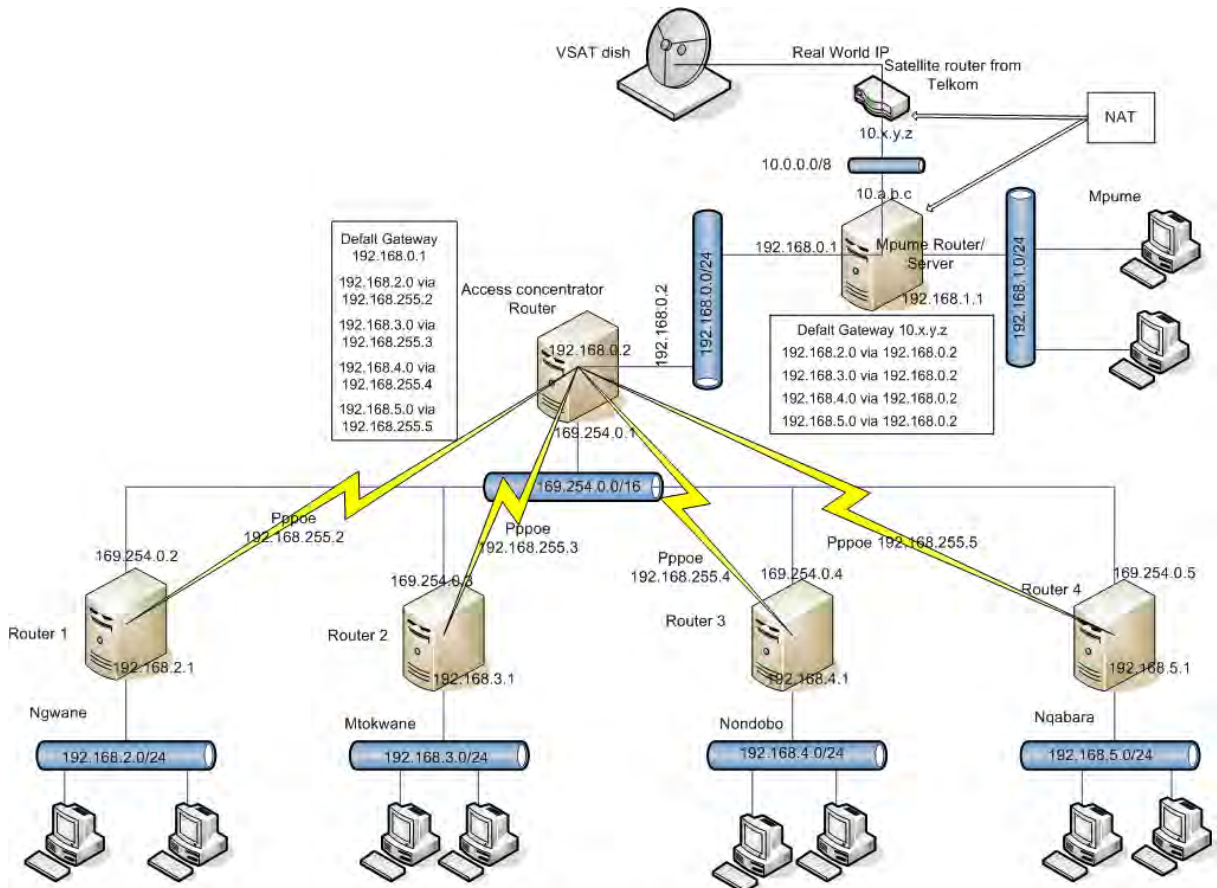 VSAT dish
Real World IP
Satellite router from
Telkom
NAT
10.x.y.z
10.0.0.0/8
10.a.b.c
Mpume
Defalt Gateway
192.168.0.1
192.168.2.0 via
192.168.255.2
192.168.3.0 via
192.168.255.3
192.168.4.0 via
192.168.255.4
192.168.5.0 via
192.168.255.5
Access concentrator
Router
192.168.0.2
192.168.0.2
192.168.0.0/24
192.168.0.1
Mpume Router/
Server
192.168.1.1
192.168.1.0/24
Defalt Gateway 10.x.y.z
192.168.2.0 via 192.168.0.2
192.168.3.0 via 192.168.0.2
192.168.4.0 via 192.168.0.2
192.168.5.0 via 192.168.0.2
169.254.0.1
169.254.0.0/16
Pppoe
192.168.255.2
Pppoe
192.168.255.3
Pppoe
192.168.255.4
Pppoe 192.168.255.5
169.254.0.2
169.254.0.3
169.254.0.4
169.254.0.5
Router 1
Router 2
Router 3
Router 4
192.168.2.1
192.168.3.1
192.168.4.1
192.168.5.1
Ngwane
Mtokwane
Nondobo
Nqabara
192.168.2.0/24
192.168.3.0/24
192.168.4.0/24
192.168.5.0/24